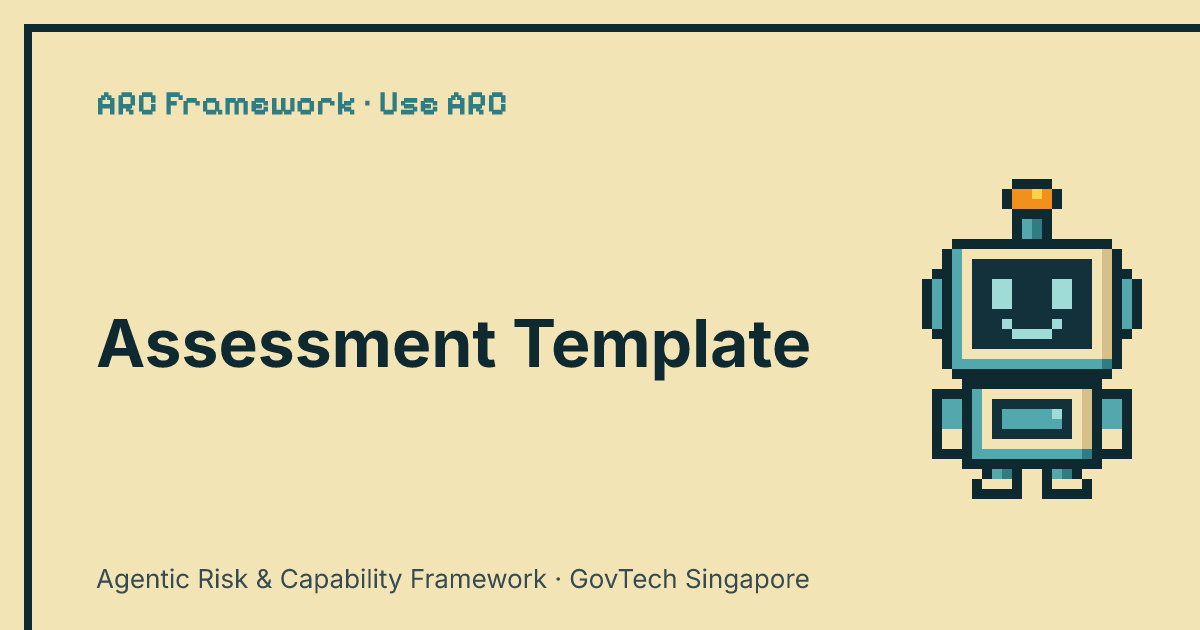 ARC Framework · Use ARC
Assessment Template
Agentic Risk & Capability Framework · GovTech Singapore